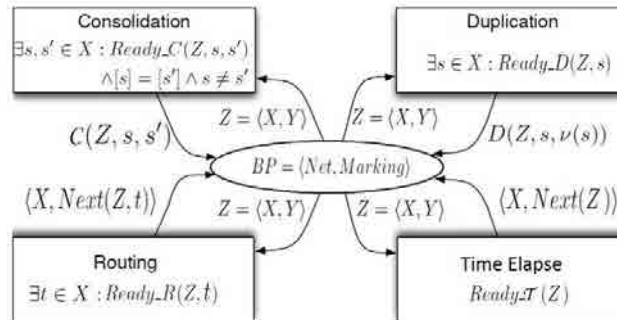 Consolidation
∃s, s′ ∈ X : Ready_C(Z, s, s′)
∧[s] = [s′] ∧ s ≠ s′
Duplication
∃s ∈ X : Ready_D(Z, s)
C(Z, s, s′)
Z = ⟨X, Y⟩
Z = ⟨X, Y⟩
D(Z, s, ν(s))
BP = ⟨Net, Marking⟩
⟨X, Next(Z, t)⟩
Z = ⟨X, Y⟩
Z = ⟨X, Y⟩
⟨X, Next(Z)⟩
Routing
∃t ∈ X : Ready_R(Z, t)
Time Elapse
Ready_T(Z)